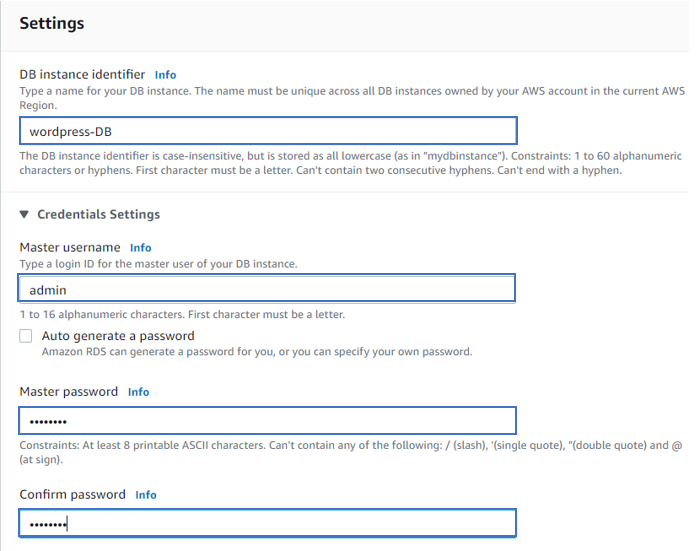 Settings
DB instance identifier Info
Type a name for your DB instance. The name must be unique across all DB instances owned by your AWS account in the current AWS
Region.
wordpress-DB
The DB instance identifier is case-insensitive, but is stored as all lowercase (as in "mydbinstance"). Constraints: 1 to 60 alphanumeric
characters or hyphens. First character must be a letter. Can't contain two consecutive hyphens. Can't end with a hyphen.
▼ Credentials Settings
Master username Info
Type a login ID for the master user of your DB instance.
admin
1 to 16 alphanumeric characters. First character must be a letter.
Auto generate a password
Amazon RDS can generate a password for you, or you can specify your own password.
Master password Info
••••••••
Constraints: At least 8 printable ASCII characters. Can't contain any of the following: / (slash), '(single quote), "(double quote) and @
(at sign).
Confirm password Info
••••••••